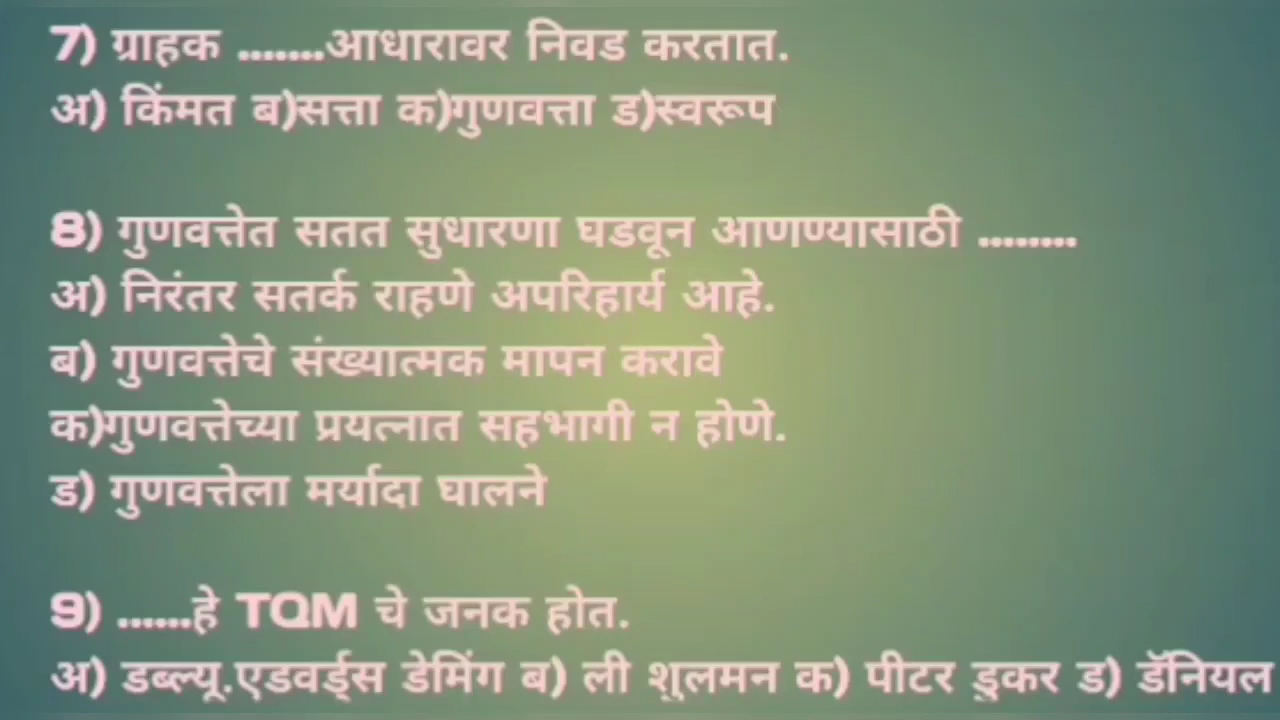 7) ग्राहक .......आधारावर निवड करतात.
अ) किंमत ब)सत्ता क)गुणवत्ता ड)स्वरूप
8) गुणवत्तेत सतत सुधारणा घडवून आणण्यासाठी ........
अ) निरंतर सतर्क राहणे अपरिहार्य आहे.
ब) गुणवत्तेचे संख्यात्मक मापन करावे
क)गुणवत्तेच्या प्रयत्नात सहभागी न होणे.
ड) गुणवत्तेला मर्यादा घालने
9) ......हे TQM चे जनक होत.
अ) डब्ल्यू.एडवर्ड्स डेमिंग ब) ली शुलमन क) पीटर ड्रुकर ड) डॅनियल